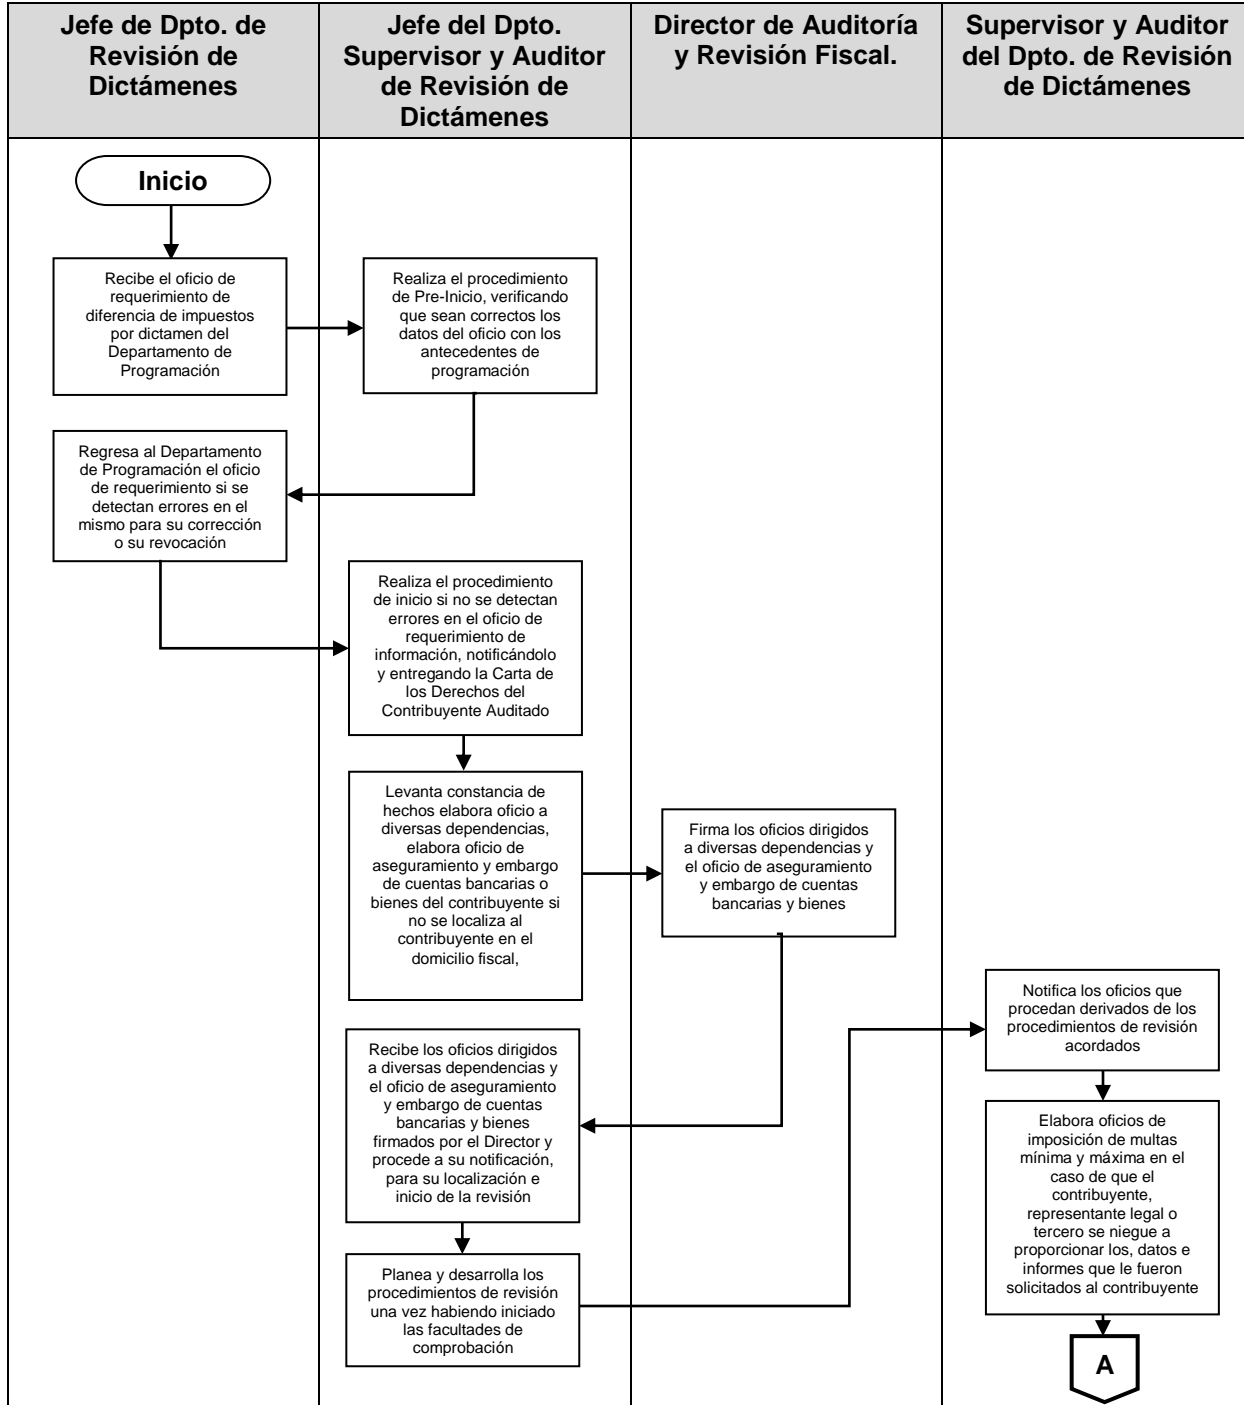 Jefe de Dpto. de
Revisión de
Dictámenes
Jefe del Dpto.
Supervisor y Auditor
de Revisión de
Dictámenes
Director de Auditoría
y Revisión Fiscal.
Supervisor y Auditor
del Dpto. de Revisión
de Dictámenes
Inicio
Recibe el oficio de
requerimiento de
diferencia de impuestos
por dictamen del
Departamento de
Programación
Realiza el procedimiento
de Pre-Inicio, verificando
que sean correctos los
datos del oficio con los
antecedentes de
programación
Regresa al Departamento
de Programación el oficio
de requerimiento si se
detectan errores en el
mismo para su corrección
o su revocación
Realiza el procedimiento
de inicio si no se detectan
errores en el oficio de
requerimiento de
información, notificándolo
y entregando la Carta de
los Derechos del
Contribuyente Auditado
Levanta constancia de
hechos elabora oficio a
diversas dependencias,
elabora oficio de
aseguramiento y embargo
de cuentas bancarias o
bienes del contribuyente si
no se localiza al
contribuyente en el
domicilio fiscal,
Firma los oficios dirigidos
a diversas dependencias y
el oficio de aseguramiento
y embargo de cuentas
bancarias y bienes
Recibe los oficios dirigidos
a diversas dependencias y
el oficio de aseguramiento
y embargo de cuentas
bancarias y bienes
firmados por el Director y
procede a su notificación,
para su localización e
inicio de la revisión
Planea y desarrolla los
procedimientos de revisión
una vez habiendo iniciado
las facultades de
comprobación
Notifica los oficios que
procedan derivados de los
procedimientos de revisión
acordados
Elabora oficios de
imposición de multas
mínima y máxima en el
caso de que el
contribuyente,
representante legal o
tercero se niegue a
proporcionar los, datos e
informes que le fueron
solicitados al contribuyente
A